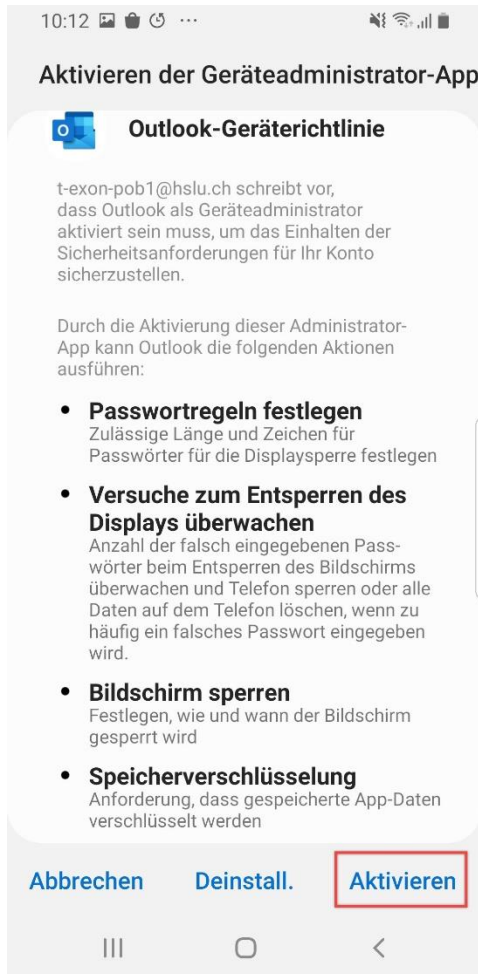 10:12
Aktivieren der Geräteadministrator-App
Outlook-Geräterichtlinie
t-exon-pob1@hslu.ch schreibt vor,
dass Outlook als Geräteadministrator
aktiviert sein muss, um das Einhalten der
Sicherheitsanforderungen für Ihr Konto
sicherzustellen.
Durch die Aktivierung dieser Administrator-
App kann Outlook die folgenden Aktionen
ausführen:
• Passwortregeln festlegen
Zulässige Länge und Zeichen für
Passwörter für die Displaysperre festlegen
• Versuche zum Entsperren des
Displays überwachen
Anzahl der falsch eingegebenen Pass-
wörter beim Entsperren des Bildschirms
überwachen und Telefon sperren oder alle
Daten auf dem Telefon löschen, wenn zu
häufig ein falsches Passwort eingegeben
wird.
• Bildschirm sperren
Festlegen, wie und wann der Bildschirm
gesperrt wird
• Speicherverschlüsselung
Anforderung, dass gespeicherte App-Daten
verschlüsselt werden
Abbrechen Deinstall. Aktivieren